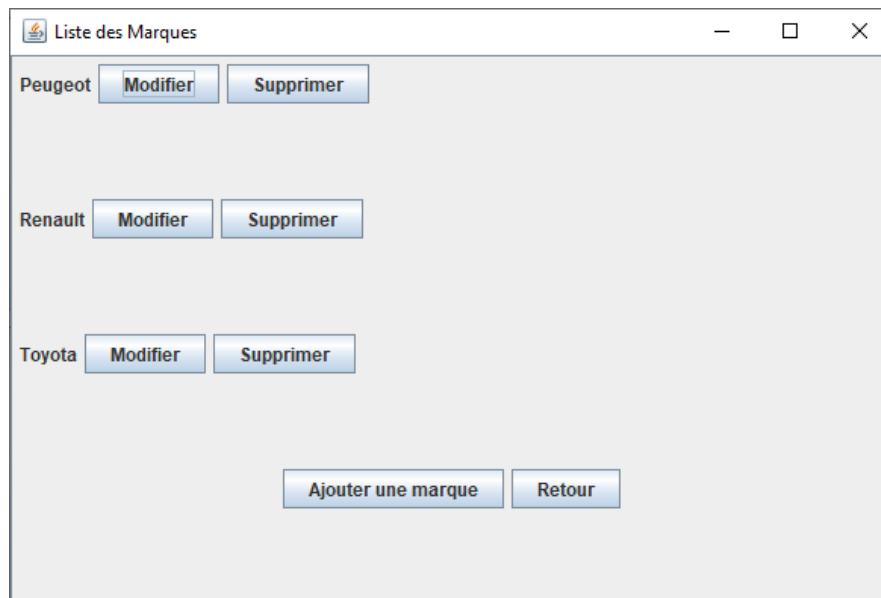 Liste des Marques
Peugeot Modifier Supprimer
Renault Modifier Supprimer
Toyota Modifier Supprimer
Ajouter une marque Retour